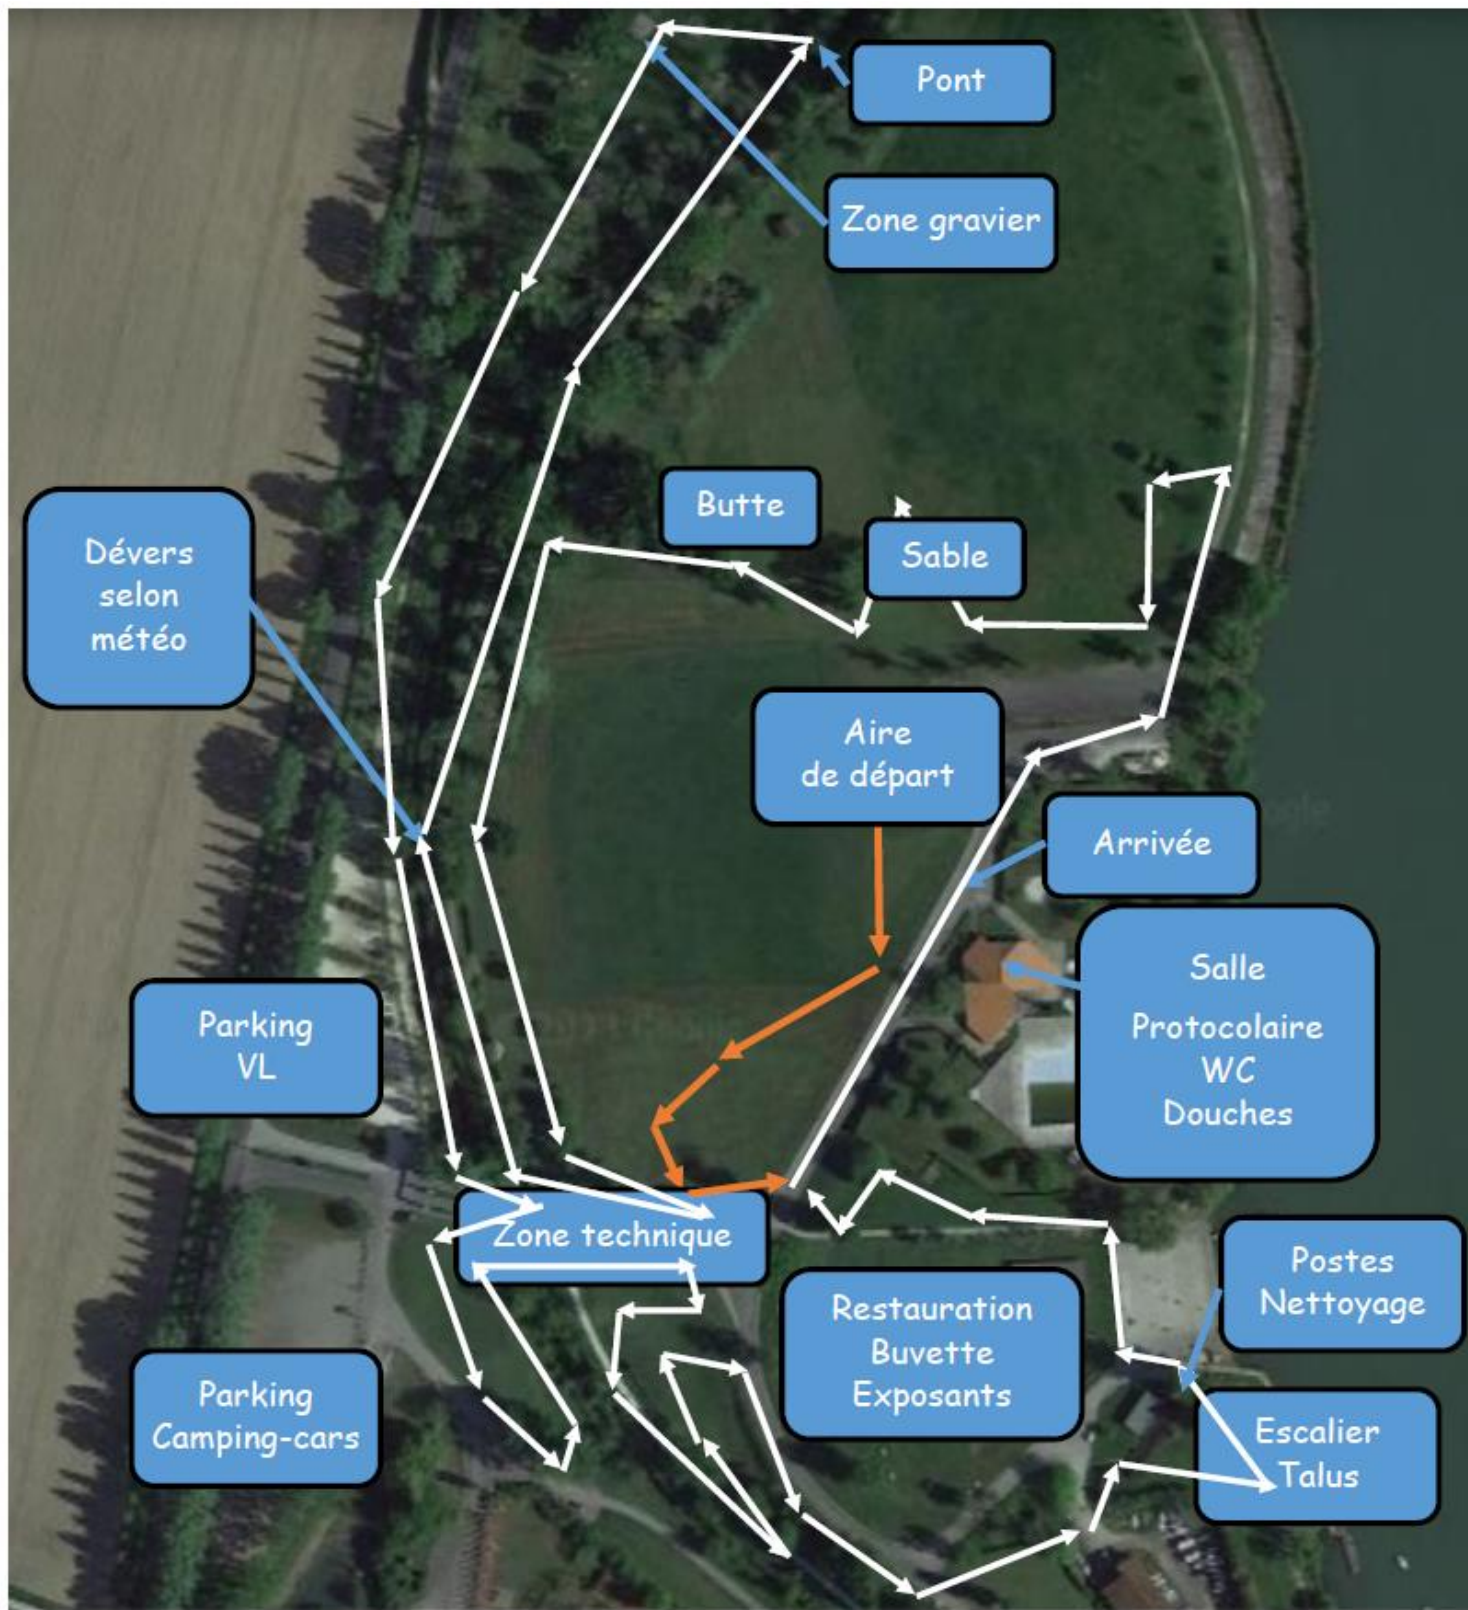 Pont
Zone gravier
Butte
Sable
Dévers
selon
météo
Aire
de départ
Arrivée
Salle
Protocolaire
WC
Douches
Parking
VL
Zone technique
Postes
Nettoyage
Restauration
Buvette
Exposants
Parking
Camping-cars
Escalier
Talus